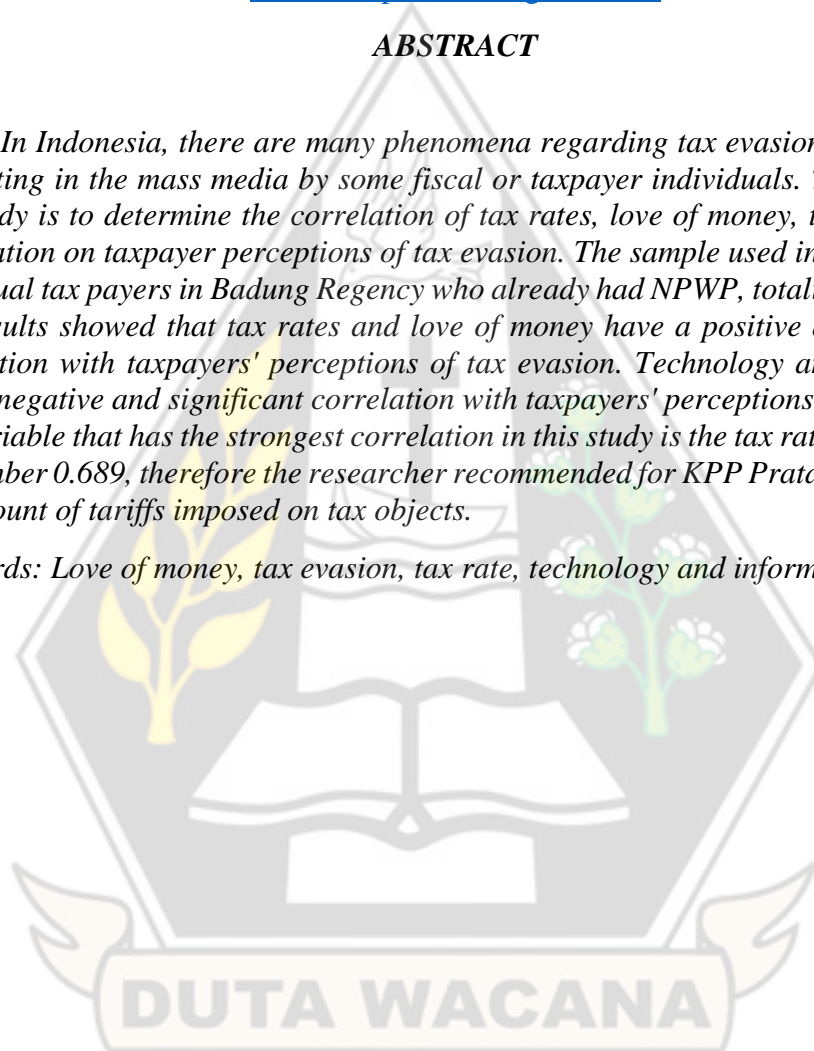 ABSTRACT
In Indonesia, there are many phenomena regarding tax evasion
ting in the mass media by some fiscal or taxpayer individuals.
dy is to determine the correlation of tax rates, love of money,
ation on taxpayer perceptions of tax evasion. The sample used in
ual tax payers in Badung Regency who already had NPWP,
ults showed that tax rates and love of money have a positive
tion with taxpayers' perceptions of tax evasion. Technology
negative and significant correlation with taxpayers' perceptions
riable that has the strongest correlation in this study is the tax
ber 0.689, therefore the researcher recommended for KPP
ount of tariffs imposed on tax objects.
rds: Love of money, tax evasion, tax rate, technology and
DUTA WACANA